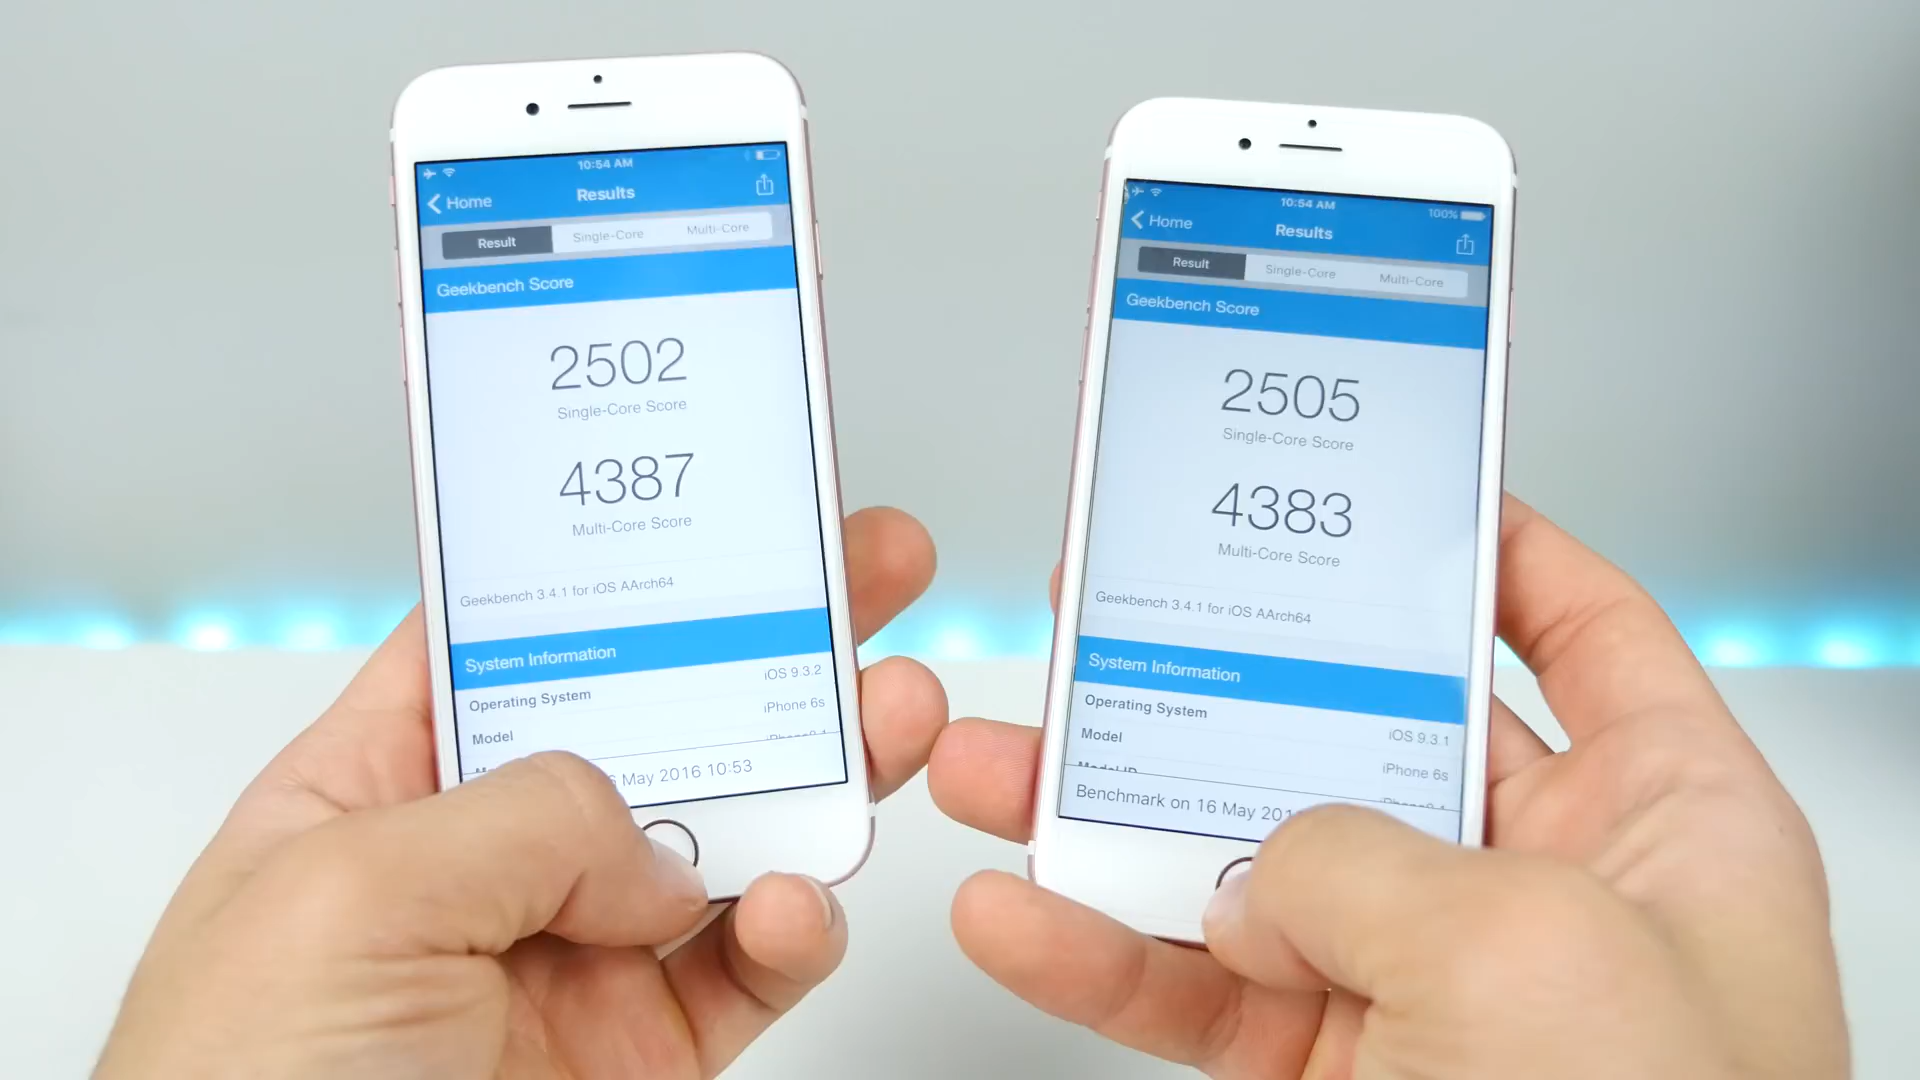 10:54 AM
Home
Results
Result
Single-Core
Multi-Core
Geekbench Score
2502
Single-Core Score
4387
Multi-Core Score
Geekbench 3.4.1 for iOS AArch64
System Information
Operating System
iOS 9.3.2
Model
iPhone 6s
May 2016 10:53
10:54 AM
100%
Home
Results
Result
Single-Core
Multi-Core
Geekbench Score
2505
Single-Core Score
4383
Multi-Core Score
Geekbench 3.4.1 for iOS AArch64
System Information
Operating System
iOS 9.3.1
Model
iPhone 6s
Model ID
Benchmark on 16 May 201